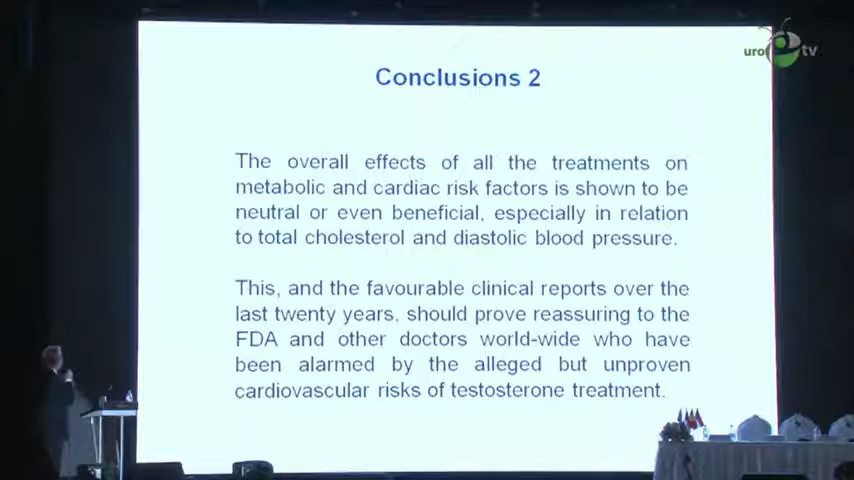 uro tv
Conclusions 2
The overall effects of all the treatments on
metabolic and cardiac risk factors is shown to be
neutral or even beneficial, especially in relation
to total cholesterol and diastolic blood pressure.
This, and the favourable clinical reports over the
last twenty years, should prove reassuring to the
FDA and other doctors world-wide who have
been alarmed by the alleged but unproven
cardiovascular risks of testosterone treatment.